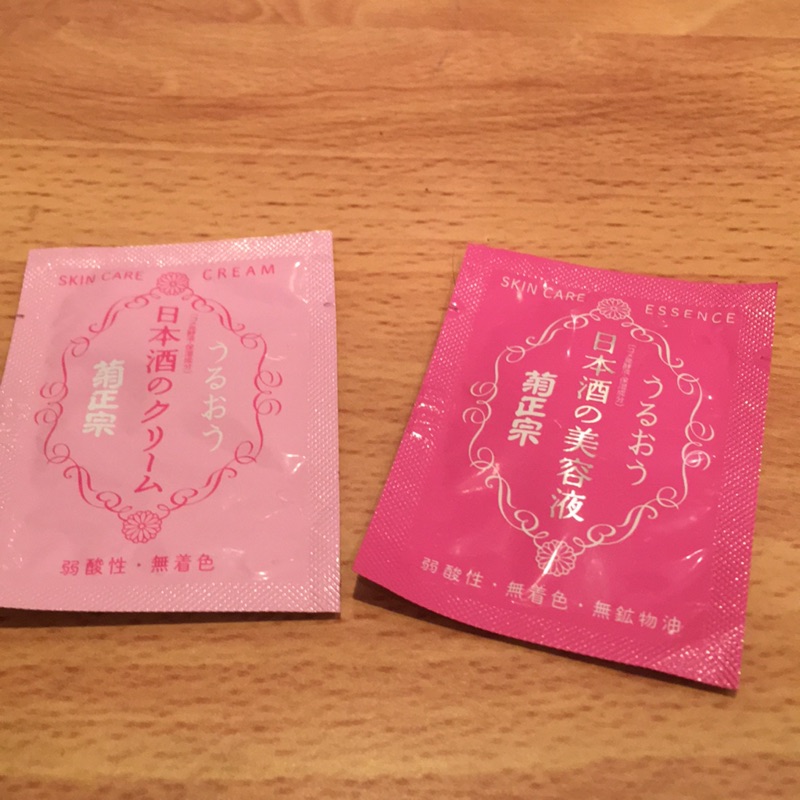 SKIN CARE CREAM
うるおう
日本酒のクリーム
菊正宗
弱酸性・無着色
SKIN CARE ESSENCE
うるおう
日本酒の美容液
菊正宗
弱酸性・無着色・無鉱物油